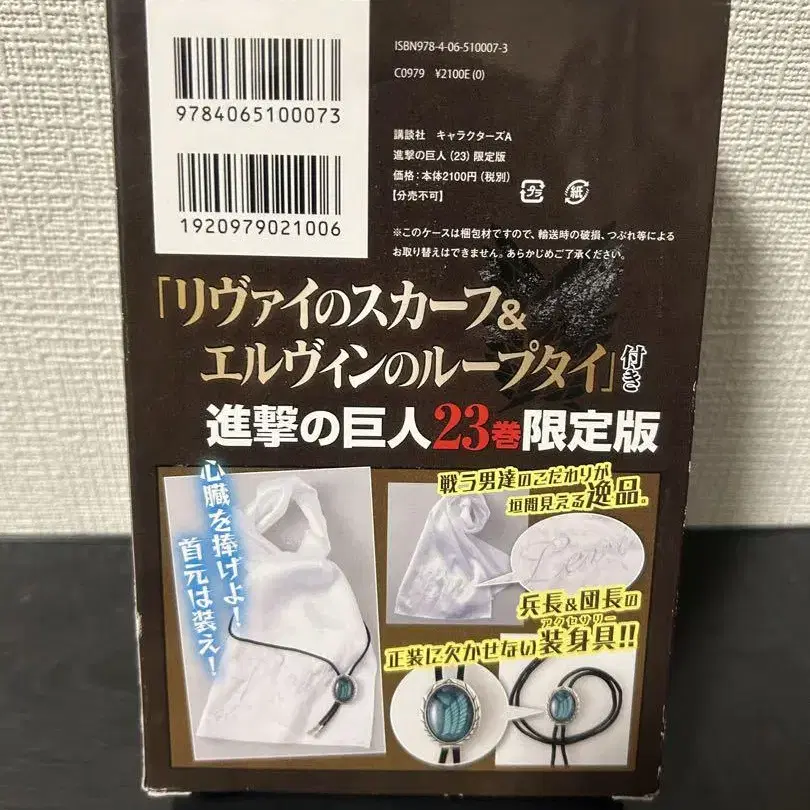 ISBN978-4-06-510007-3
C0979 ¥2100E(0)
9784065100073
1920979021006
講談社 キャラクターズA
進撃の巨人(23)限定版
価格:本体2100円(税別)
【分売不可】
プラ
紙
※このケースは梱包材ですので、輸送時の破損、つぶれ等による
お取り替えはできません。あらかじめご了承ください。
「リヴァイのスカーフ&
エルヴィンのループタイ」付き
進撃の巨人23巻限定版
心臓を捧げよ!
首元は装え!
戦う男達のこだわりが
垣間見える逸品。
Levi
兵長&団長の
アクセサリー
正装に欠かせない装身具!!